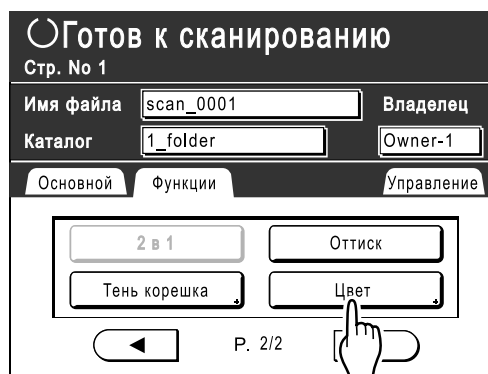 Готов к сканированию
Стр. No 1
Имя файла scan_0001 Владелец
Каталог 1_folder Owner-1
Основной Функции Управление
2 в 1 Оттиск
Тень корешка Цвет
P. 2/2